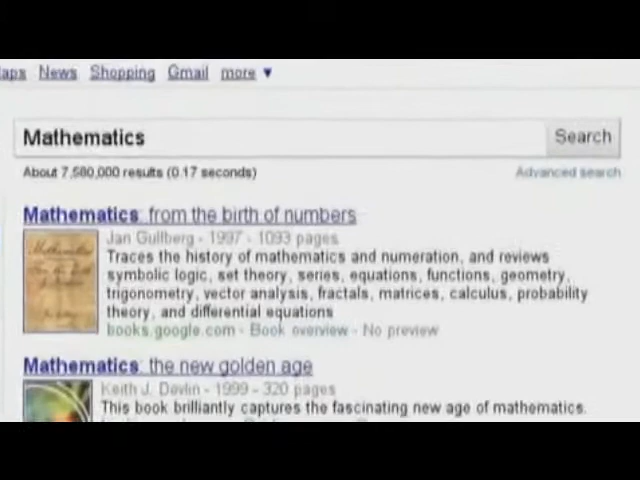 News Shopping Gmail more ▼
Mathematics Search
About 7,580,000 results (0.17 seconds) Advanced search
Mathematics: from the birth of numbers
Jan Gullberg - 1997 - 1093 pages
Traces the history of mathematics and numeration, and reviews
symbolic logic, set theory, series, equations, functions, geometry,
trigonometry, vector analysis, fractals, matrices, calculus, probability
theory, and differential equations
books.google.com - Book overview - No preview
Mathematics: the new golden age
Keith J. Devlin - 1999 - 320 pages
This book brilliantly captures the fascinating new age of mathematics.